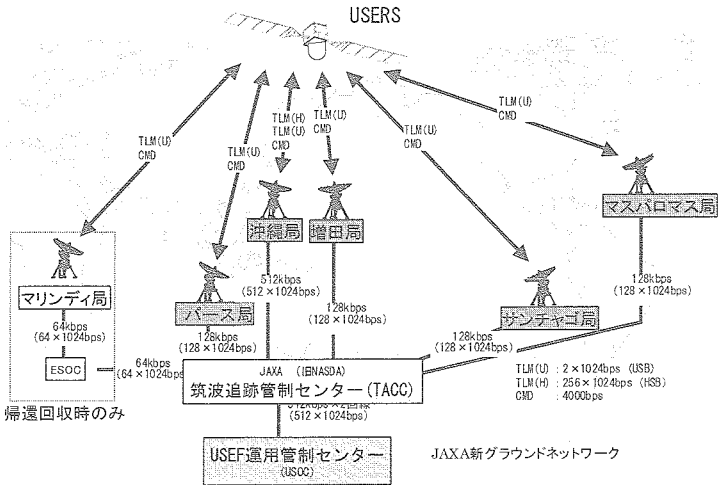 USERS
TLM(U)
CMD
TLM(U)
CMD
TLM(H)
TLM(U)
CMD
TLM(U)
CMD
TLM(U)
CMD
TLM(U)
CMD
マスパロマス局
沖縄局
増田局
マリンディ局
パース局
サンチャゴ局
512kbps
(512×1024bps)
128kbps
(128×1024bps)
128kbps
(128×1024bps)
64kbps
(64×1024bps)
128kbps
(128×1024bps)
128kbps
(128×1024bps)
ESOC
64kbps
(64×1024bps
帰還回収時のみ
JAXA (旧NASDA)
筑波追跡管制センター(TACC)
512kbps×2回線
(512×1024bps)
TLM(U) : 2×1024bps (USB)
TLM(H) : 256×1024bps (HSB)
CMD : 4000bps
USEF運用管制センター
(USOC)
JAXA新グラウンドネットワーク